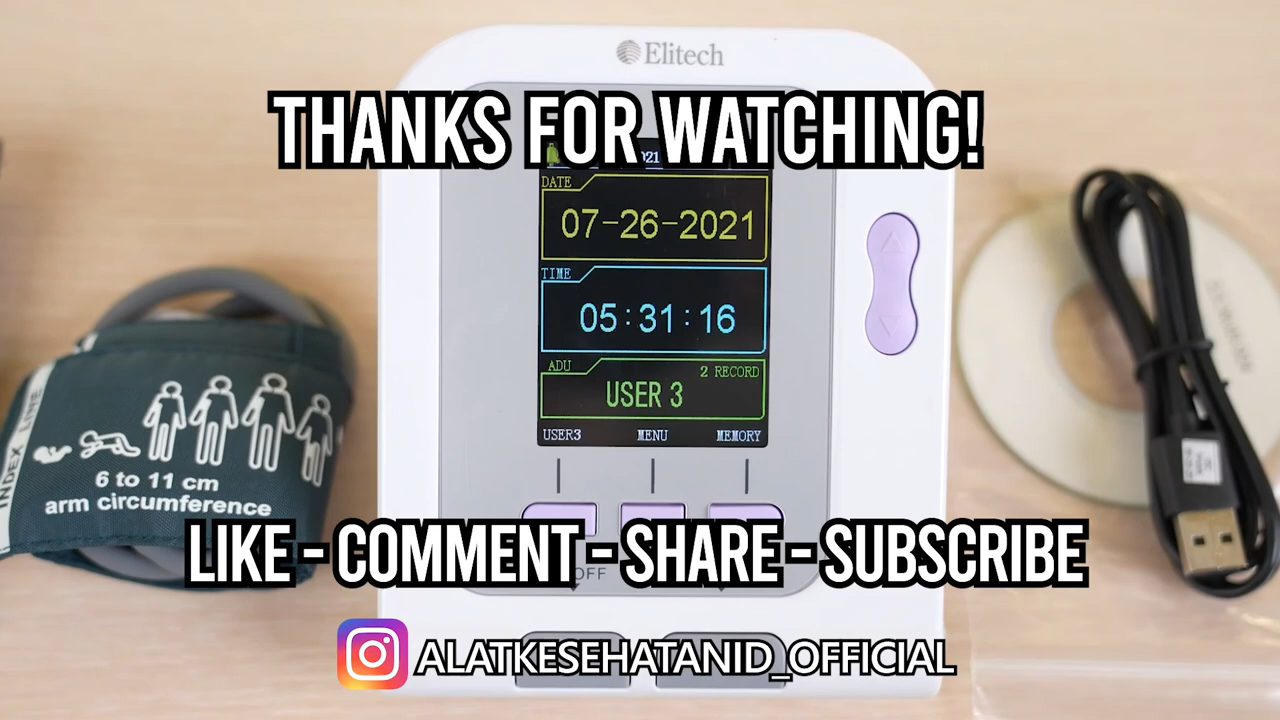 Elitech
THANKS FOR WATCHING!
021
DATE
07-26-2021
TIME
05:31:16
ADU
2 RECORD
USER 3
USER3 MENU MEMORY
INDEX LINE
6 to 11 cm
arm circumference
LIKE - COMMENT - SHARE - SUBSCRIBE
OFF
ALATKESEHATANID_OFFICIAL